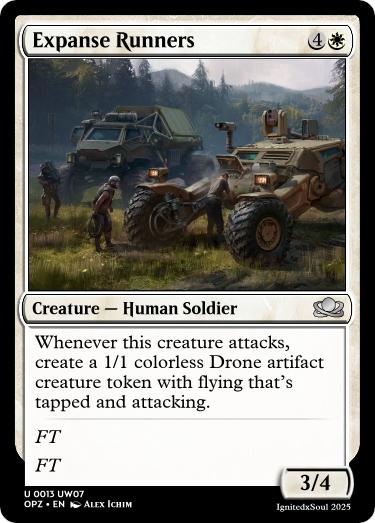 Expanse Runners 4
Creature — Human Soldier
Whenever this creature attacks,
create a 1/1 colorless Drone artifact
creature token with flying that's
tapped and attacking.
FT
FT
3/4
U 0013 UW07
OPZ • EN Alex Ichim
IgnitedxSoul 2025